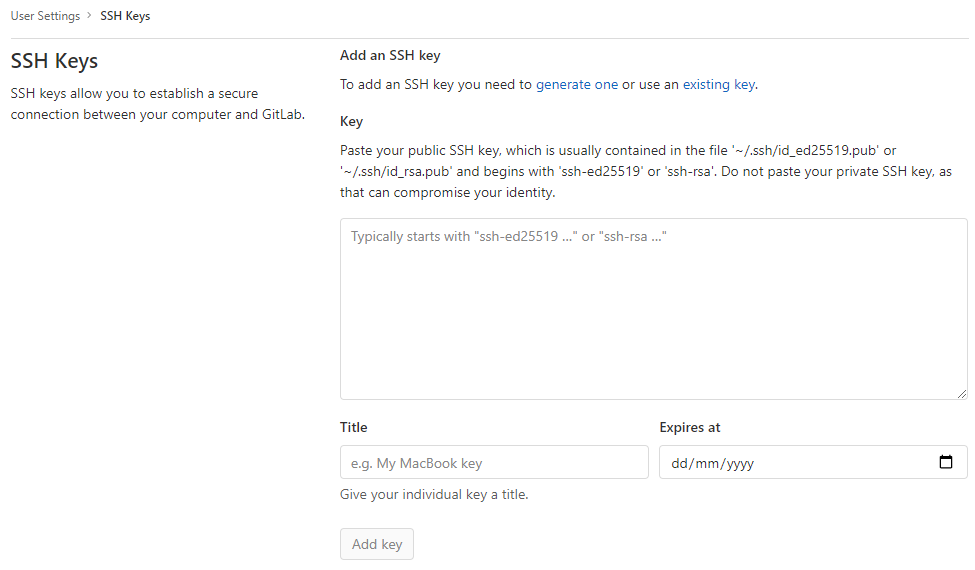 User Settings > SSH Keys
SSH Keys
SSH keys allow you to establish a secure
connection between your computer and GitLab.
Add an SSH key
To add an SSH key you need to generate one or use an existing key.
Key
Paste your public SSH key, which is usually contained in the file '~/.ssh/id_ed25519.pub' or
'~/.ssh/id_rsa.pub' and begins with 'ssh-ed25519' or 'ssh-rsa'. Do not paste your private SSH key, as
that can compromise your identity.
Typically starts with "ssh-ed25519 ..." or "ssh-rsa ..."
Title
Expires at
e.g. My MacBook key
dd/mm/yyyy
Give your individual key a title.
Add key